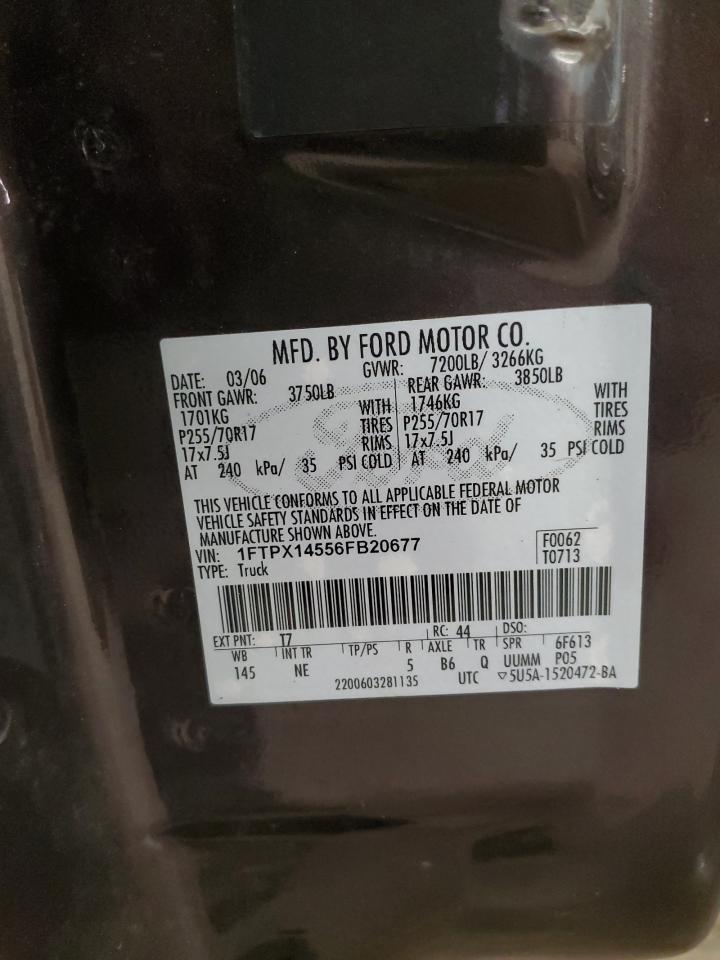 MFD. BY FORD MOTOR CO.
DATE: 03/06 GVWR: 7200LB/ 3266KG
FRONT GAWR: 3750LB REAR GAWR: 3850LB
1701KG WITH 1746KG WITH
P255/70R17 TIRES P255/70R17 TIRES
17x7.5J RIMS 17x7.5J RIMS
AT 240 kPa/ 35 PSI COLD AT 240 kPa/ 35 PSI COLD
THIS VEHICLE CONFORMS TO ALL APPLICABLE FEDERAL MOTOR
VEHICLE SAFETY STANDARDS IN EFFECT ON THE DATE OF
MANUFACTURE SHOWN ABOVE.
VIN: 1FTPX14556FB20677 F0062
TYPE: Truck T0713
EXT PNT: T7 RC: 44 DSO:
WB INT TR TP/PS R AXLE TR SPR 6F613
145 NE 5 B6 Q UUMM P05
2200603281135 UTC ▽5U5A-1520472-BA
Ford